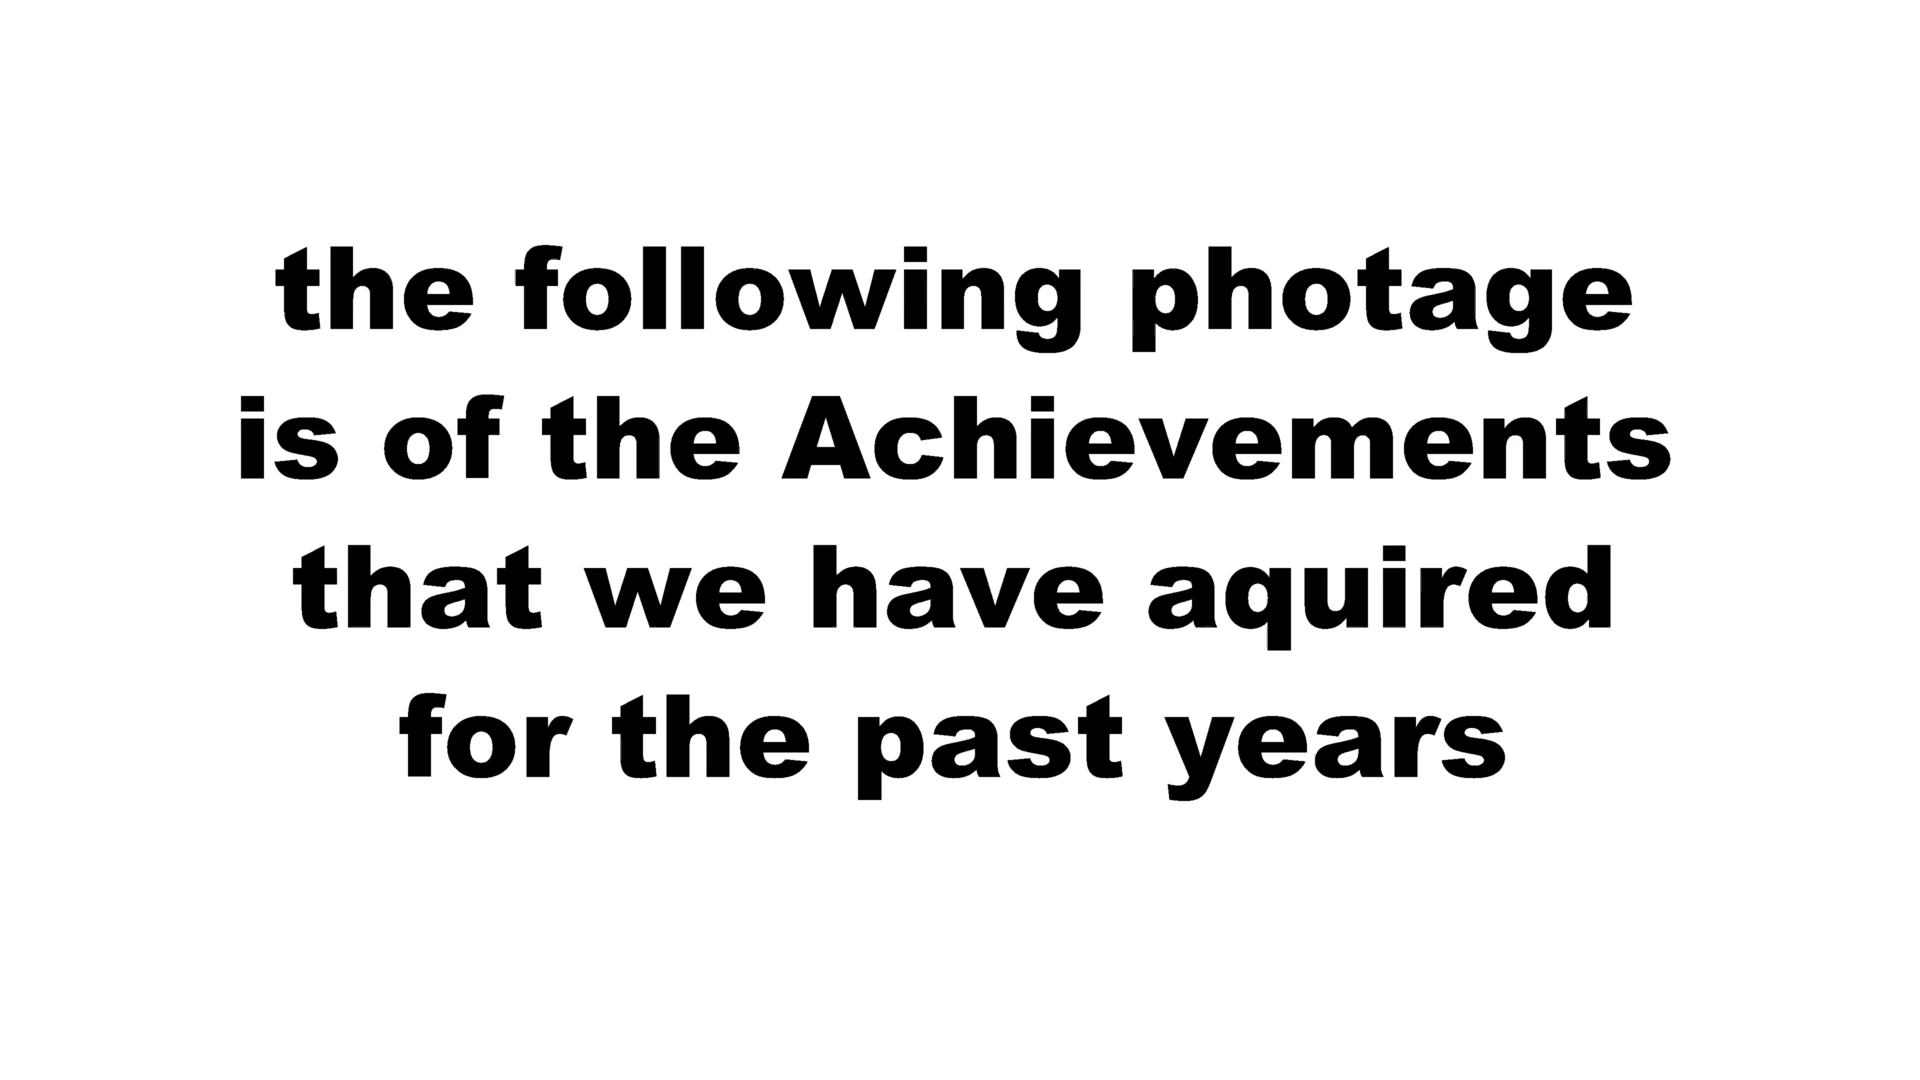 the following photage
is of the Achievements
that we have aquired
for the past years